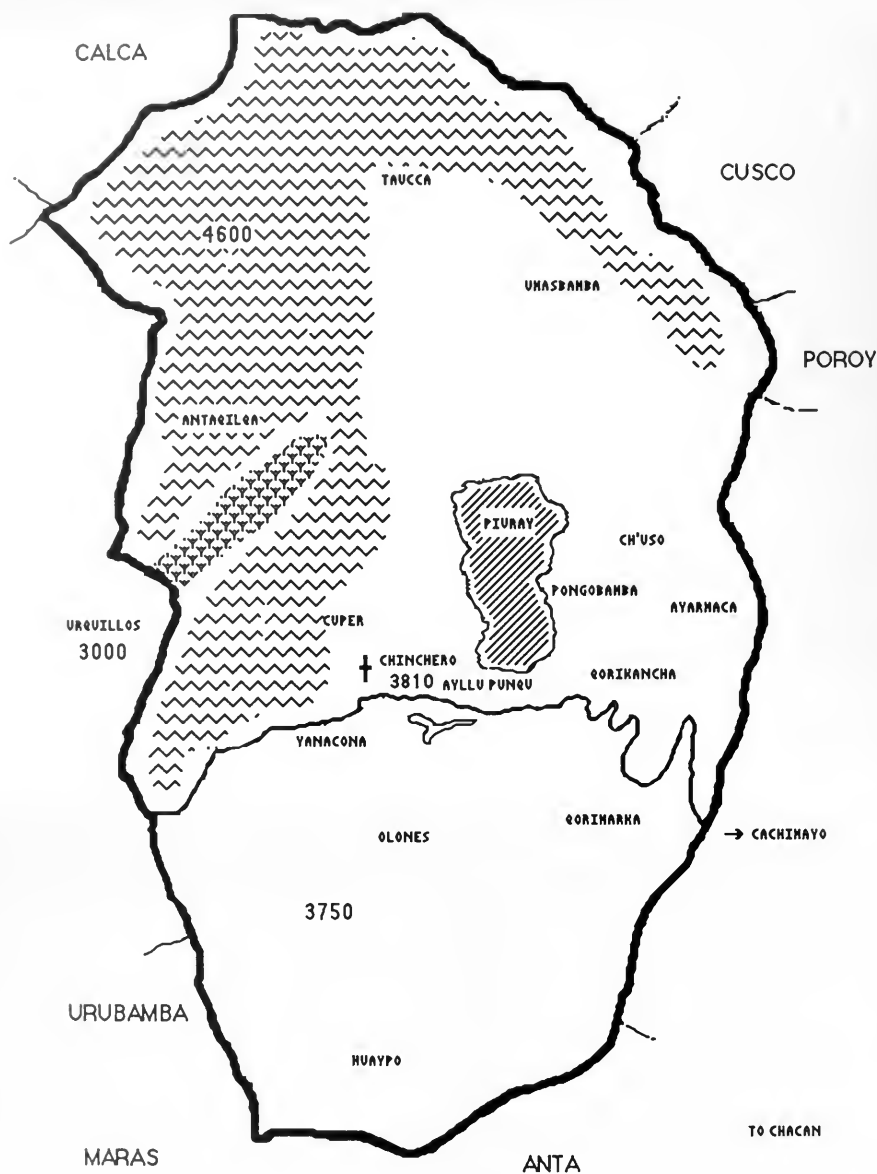 CALCA
CUSCO
TAUCCA
4600
UMASBAMBA
POROY
ANTAQILQA
PIURAY
CH'USO
PONGOBAMBA
AYARMACA
URQUILLOS
3000
CUPER
CHINCHERO
3810
AYLLU PUNQU
QORIKANCHA
YANACONA
OLONES
QORIMARKA
→ CACHIMAYO
3750
URUBAMBA
HUAYPO
TO CHACAN
MARAS
ANTA